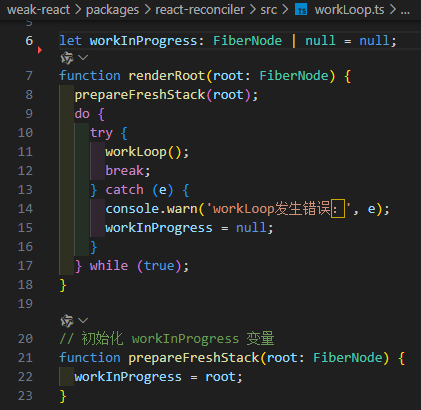 weak-react > packages > react-reconciler > src > workLoop.ts > ...
6 let workInProgress: FiberNode | null = null;
7 function renderRoot(root: FiberNode) {
8 prepareFreshStack(root);
9 do {
10 try {
11 workLoop();
12 break;
13 } catch (e) {
14 console.warn('workLoop发生错误：', e);
15 workInProgress = null;
16 }
17 } while (true);
18 }
19
20 // 初始化 workInProgress 变量
21 function prepareFreshStack(root: FiberNode) {
22 workInProgress = root;
23 }